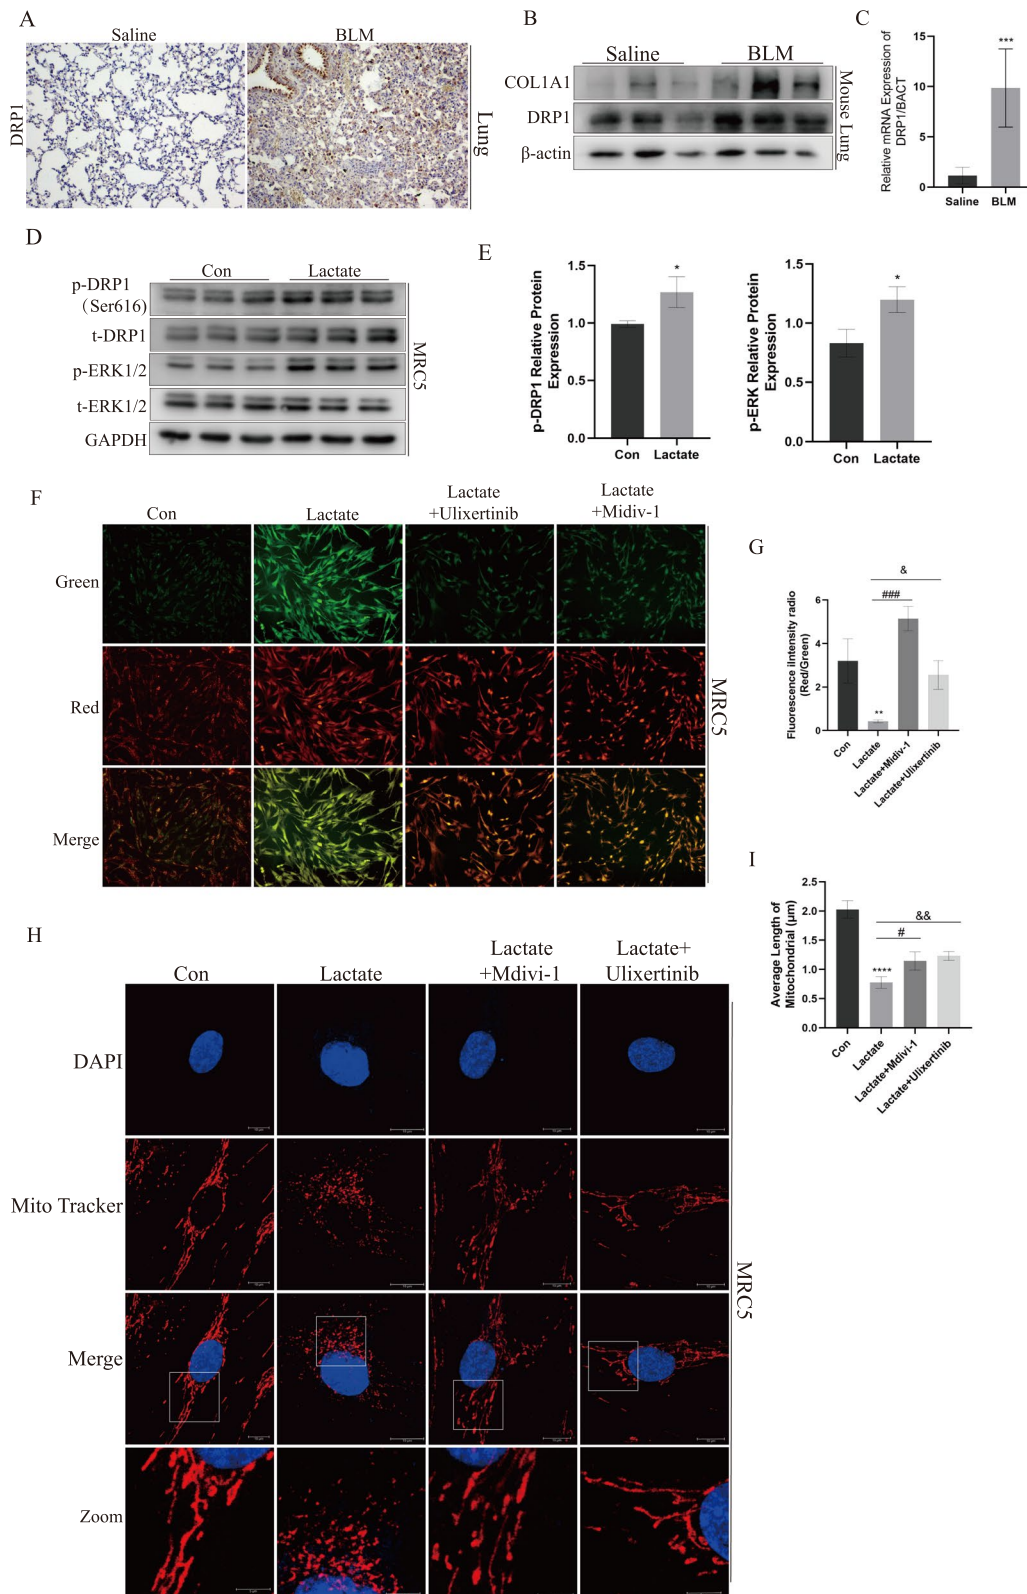 A
Saline
BLM
DRP1
Lung
B
Saline
BLM
COL1A1
DRP1
β-actin
Mouse Lung
C
Relative mRNA Expression of
DRP1/BACT
15
10
5
0
***
Saline
BLM
D
Con
Lactate
p-DRP1
(Ser616)
t-DRP1
p-ERK1/2
t-ERK1/2
GAPDH
MRC5
E
p-DRP1 Relative Protein
Expression
1.5
1.0
0.5
0.0
*
Con
Lactate
p-ERK Relative Protein
Expression
1.5
1.0
0.5
0.0
*
Con
Lactate
F
Con
Lactate
Lactate
+Ulixertinib
Lactate
+Midiv-1
Green
Red
Merge
MRC5
G
Fluorescence iIntensity radio
(Red/Green)
6
4
2
0
&
###
**
Con
Lactate
Lactate+Midiv-1
Lactate+Ulixertinib
H
Con
Lactate
Lactate
+Mdivi-1
Lactate+
Ulixertinib
DAPI
Mito Tracker
Merge
Zoom
MRC5
I
Average Length of
Mitochondrial (μm)
2.5
2.0
1.5
1.0
0.5
0.0
&&
#
****
Con
Lactate
Lactate+Mdivi-1
Lactate+Ulixertinib